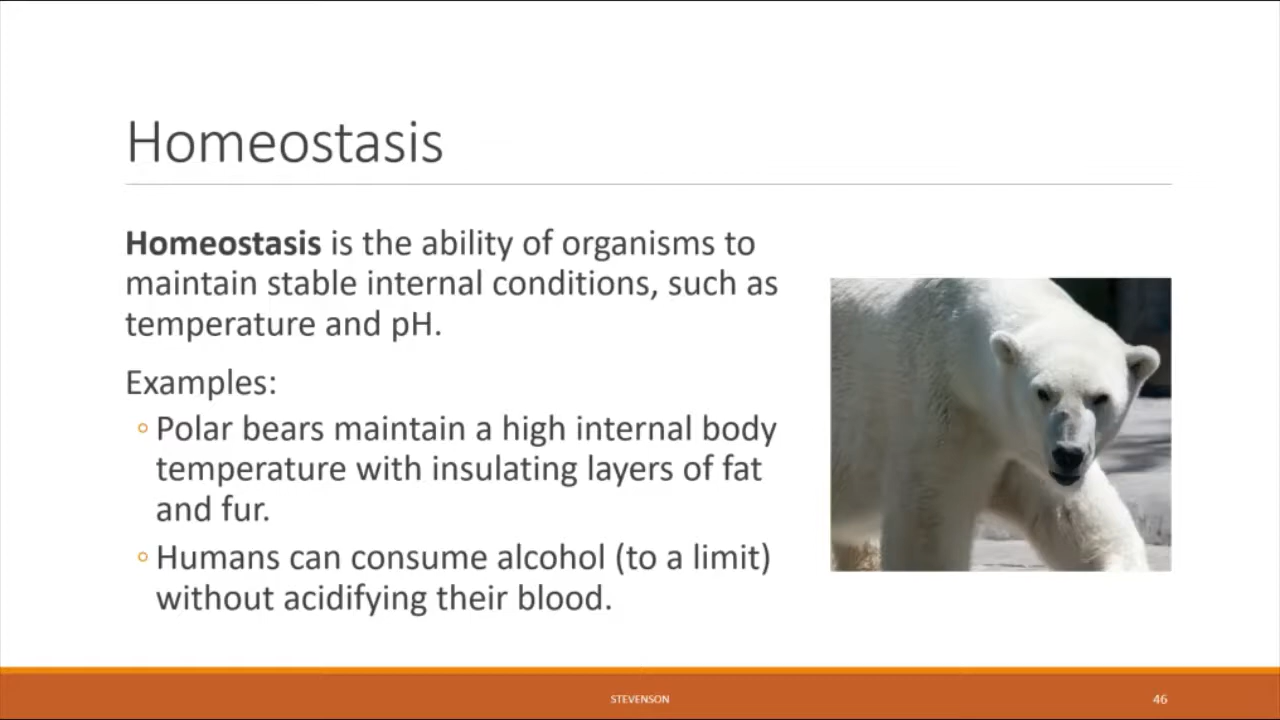 Homeostasis
Homeostasis is the ability of organisms to
maintain stable internal conditions, such as
temperature and pH.
Examples:
◦ Polar bears maintain a high internal body
temperature with insulating layers of fat
and fur.
◦ Humans can consume alcohol (to a limit)
without acidifying their blood.
STEVENSON
46